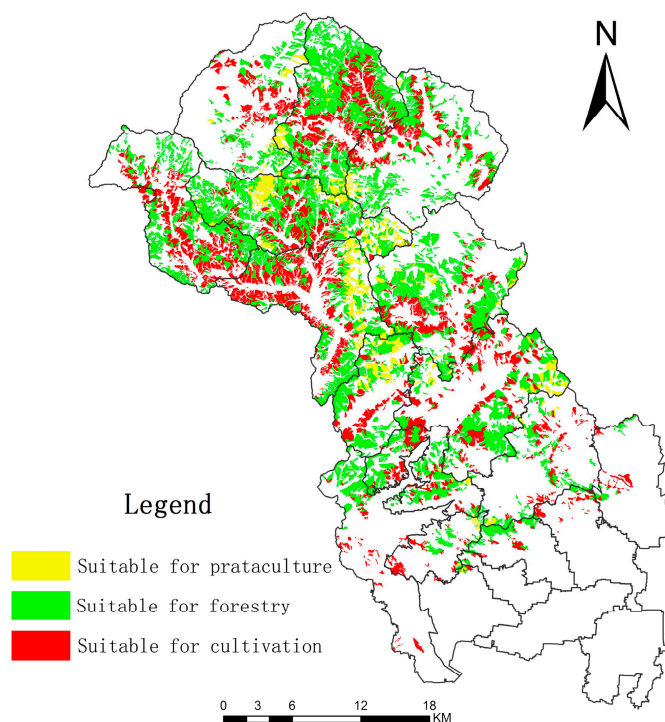 N
Legend
Suitable for prataculture
Suitable for forestry
Suitable for cultivation
0 3 6 12 18
KM